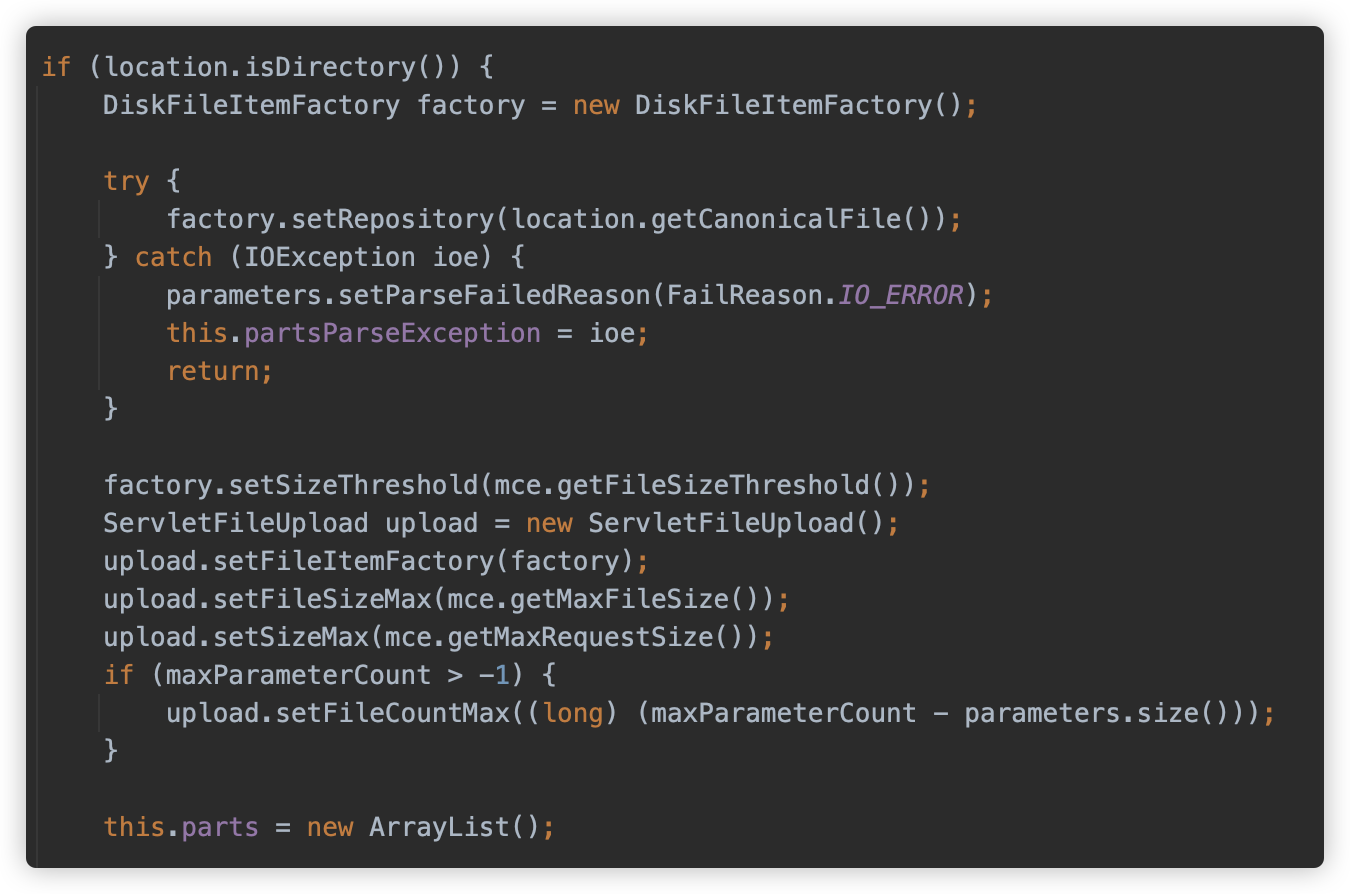 if (location.isDirectory()) {
    DiskFileItemFactory factory = new DiskFileItemFactory();

    try {
        factory.setRepository(location.getCanonicalFile());
    } catch (IOException ioe) {
        parameters.setParseFailedReason(FailReason.IO_ERROR);
        this.partsParseException = ioe;
        return;
    }

    factory.setSizeThreshold(mce.getFileSizeThreshold());
    ServletFileUpload upload = new ServletFileUpload();
    upload.setFileItemFactory(factory);
    upload.setFileSizeMax(mce.getMaxFileSize());
    upload.setSizeMax(mce.getMaxRequestSize());
    if (maxParameterCount > -1) {
        upload.setFileCountMax((long) (maxParameterCount - parameters.size()));
    }

    this.parts = new ArrayList();